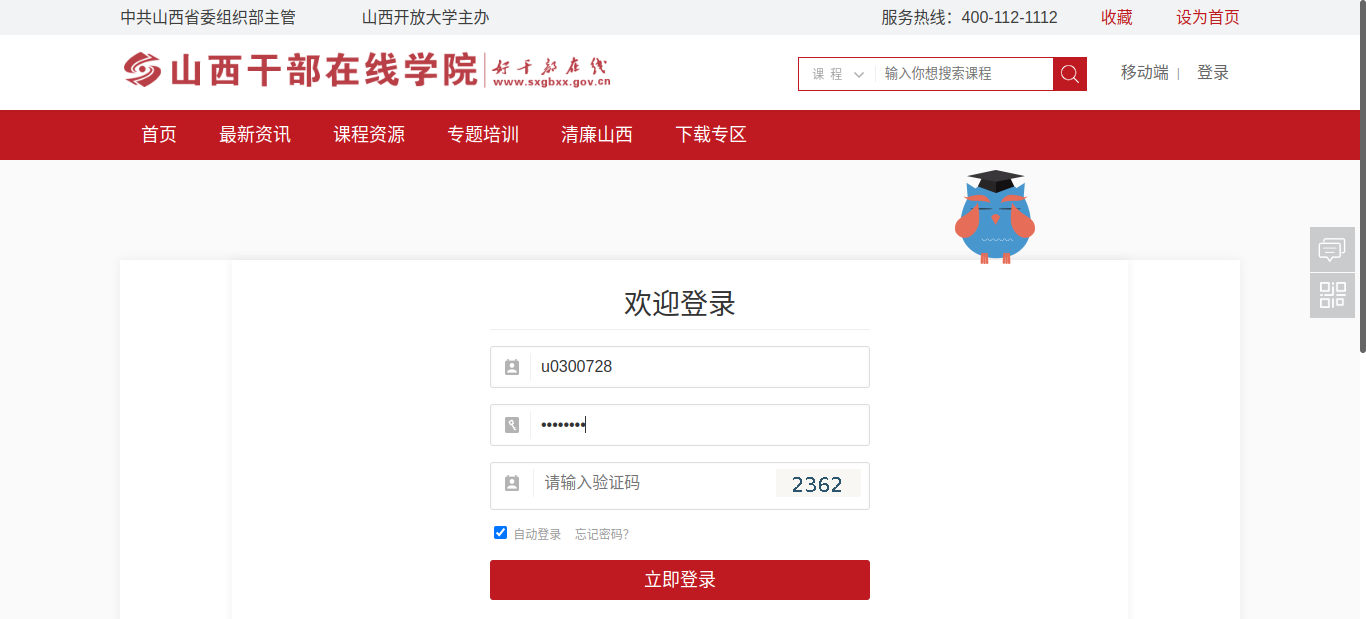 中共山西省委组织部主管 山西开放大学主办 服务热线：400-112-1112 收藏 设为首页
山西干部在线学院 好干部在线 www.sxgbxx.gov.cn
课程 输入你想搜索课程 移动端 | 登录
首页 最新资讯 课程资源 专题培训 清廉山西 下载专区
欢迎登录
u0300728
••••••••
请输入验证码 2362
自动登录 忘记密码?
立即登录